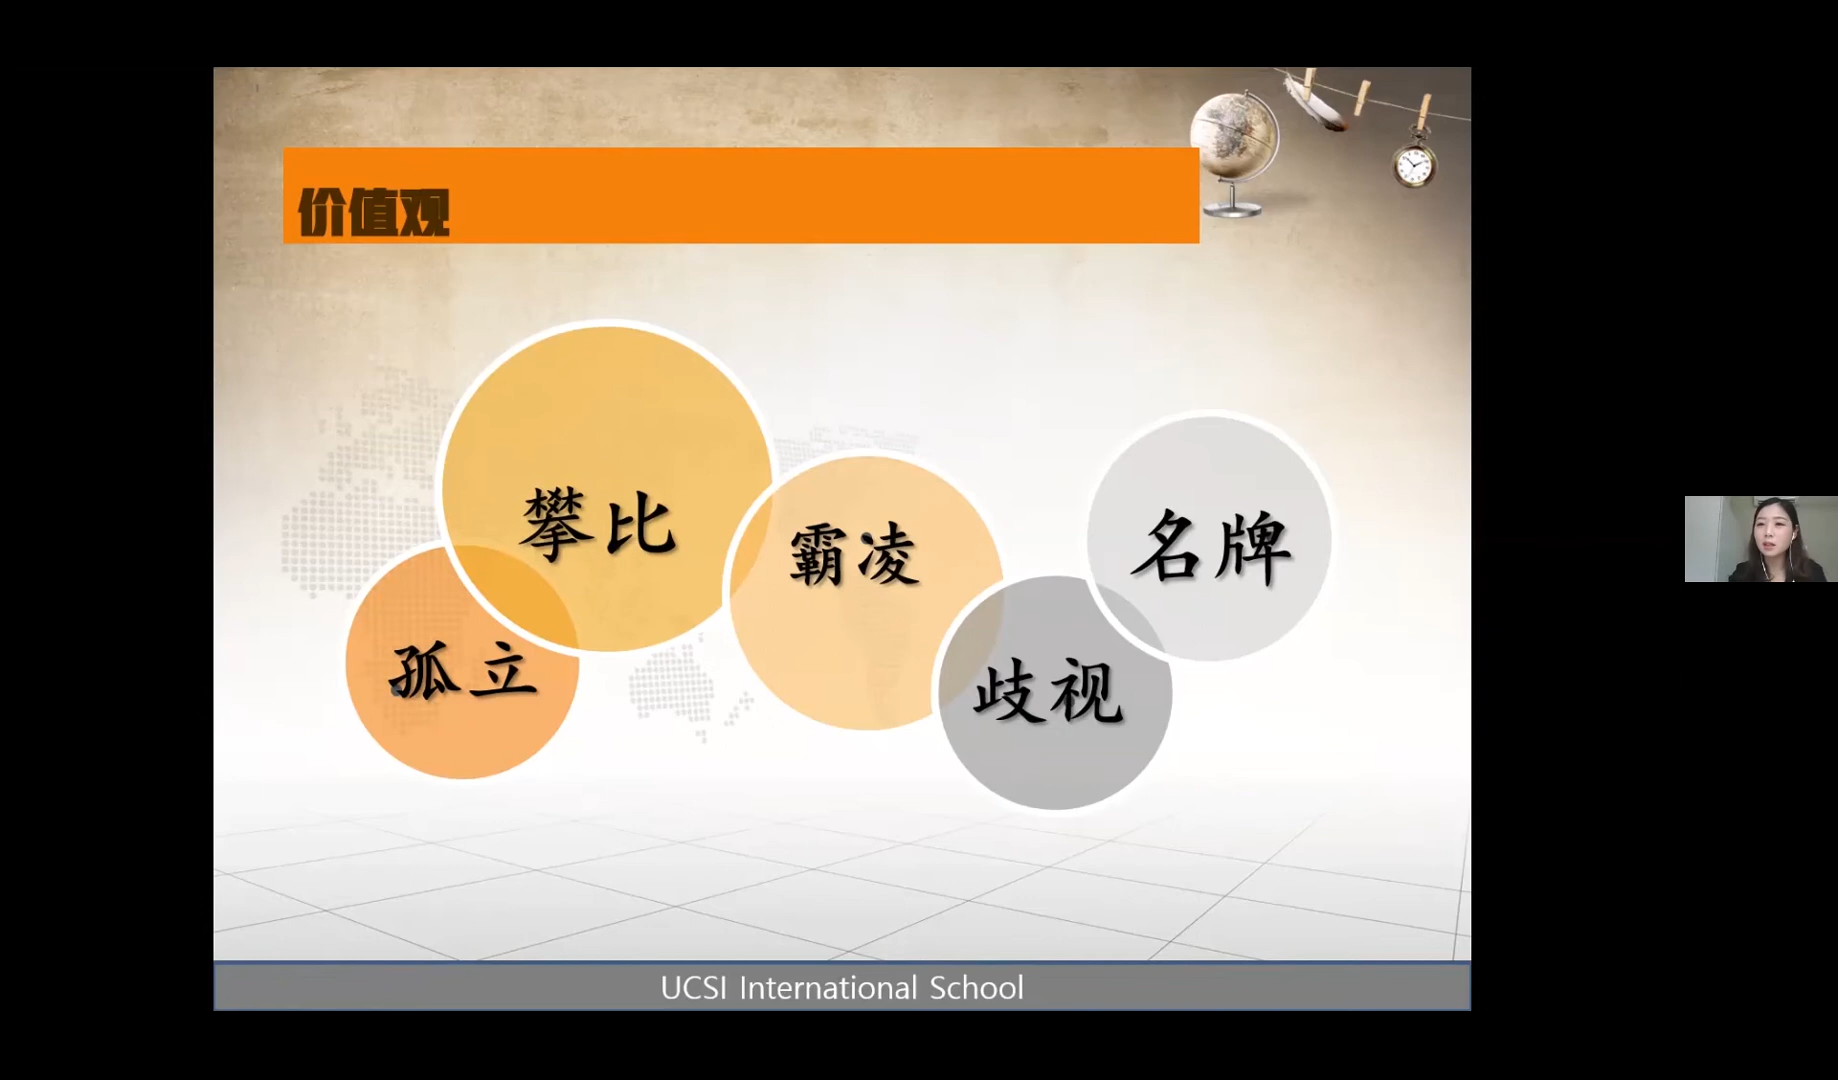 价值观
孤立
攀比
霸凌
歧视
名牌
UCSI International School